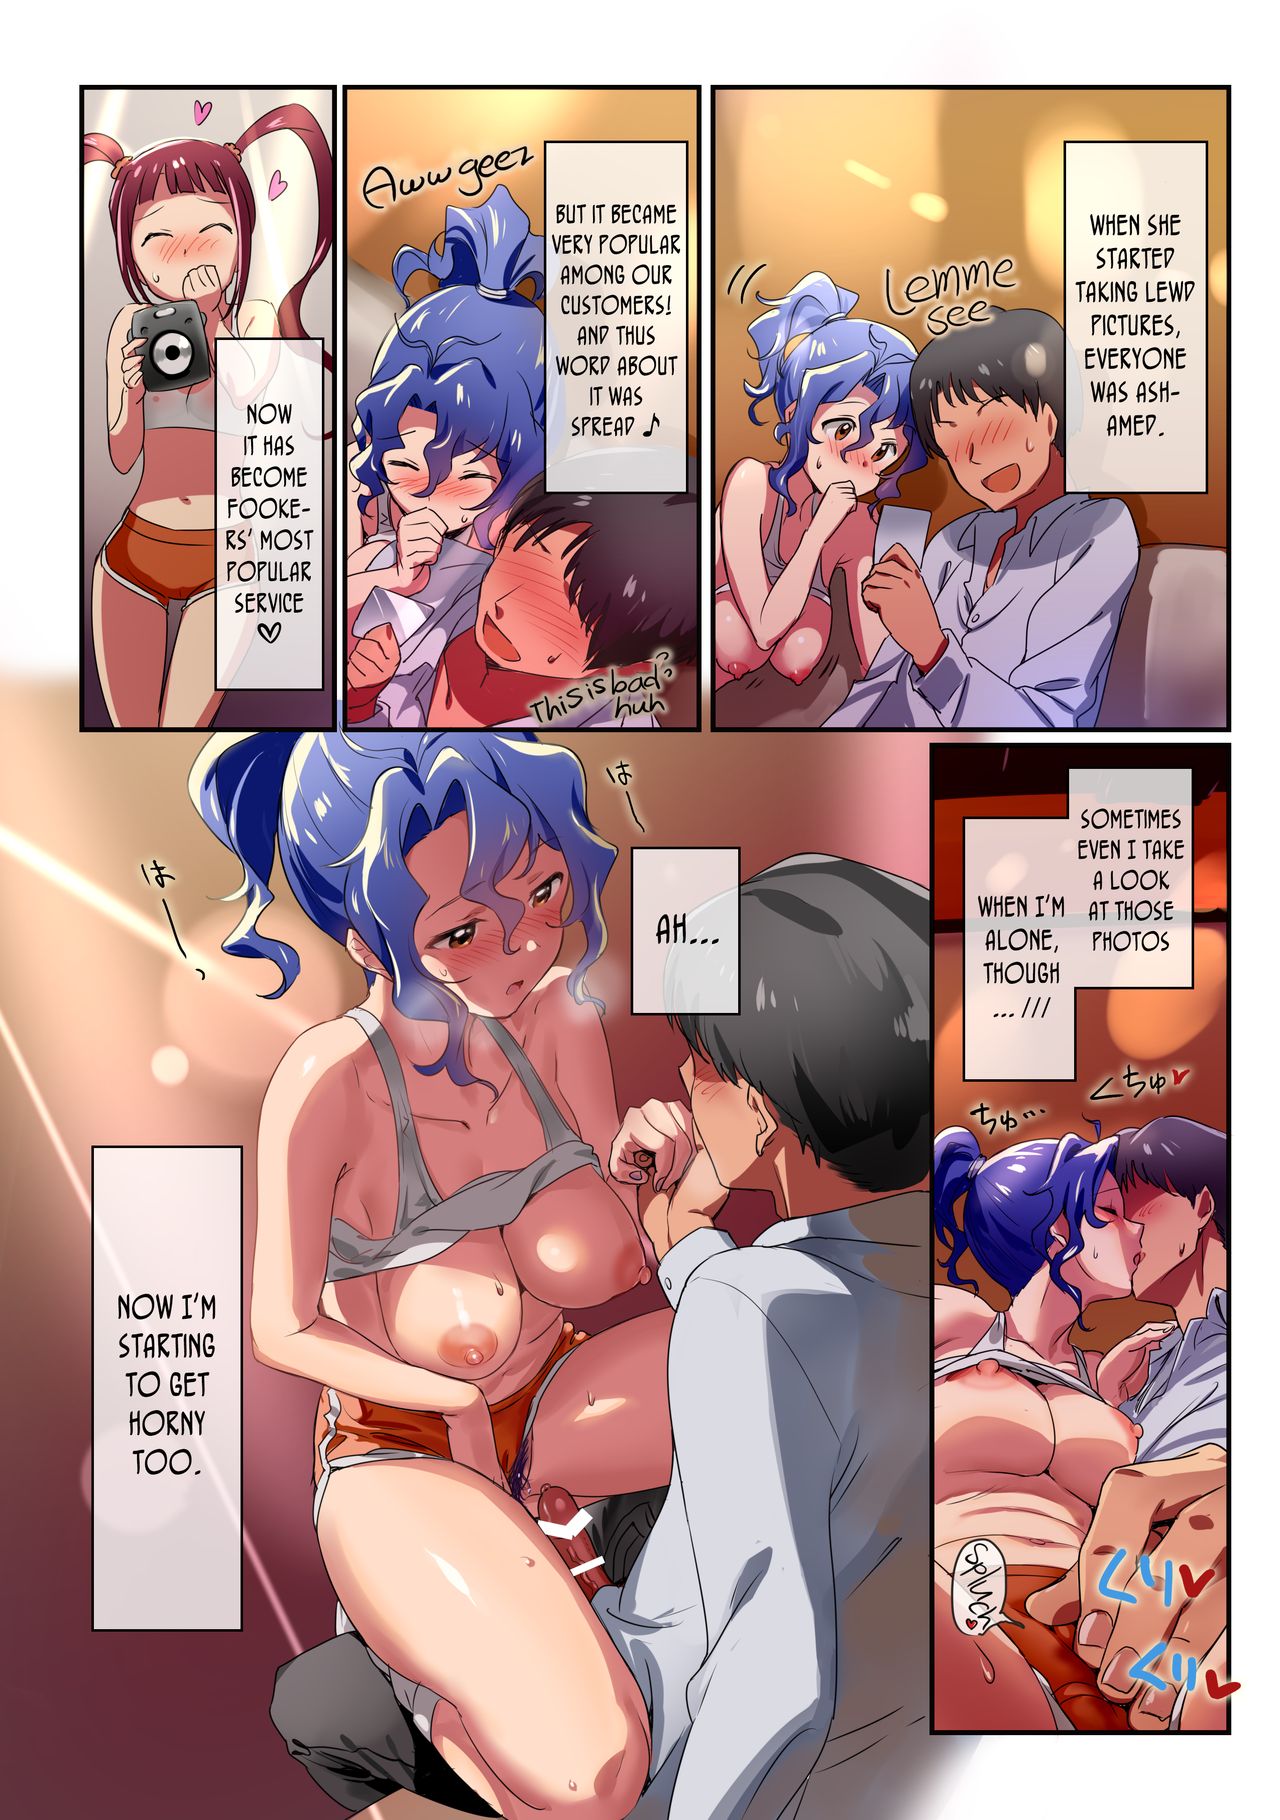 WHEN SHE
STARTED
TAKING LEWD
PICTURES,
EVERYONE
WAS ASH-
AMED.
Lemme
see
BUT IT BECAME
VERY POPULAR
AMONG OUR
CUSTOMERS!
AND THUS
WORD ABOUT
IT WAS
SPREAD ♪
Aww geez
This is bad
huh
NOW
IT HAS
BECOME
FOOKE-
RS' MOST
POPULAR
SERVICE
♡
SOMETIMES
EVEN I TAKE
A LOOK
AT THOSE
PHOTOS
WHEN I'M
ALONE,
THOUGH
... ///
くちゅ♥
ちゅ…
spluch
くり♥
くり♥
はー
AH...
はーっ
NOW I'M
STARTING
TO GET
HORNY
TOO.